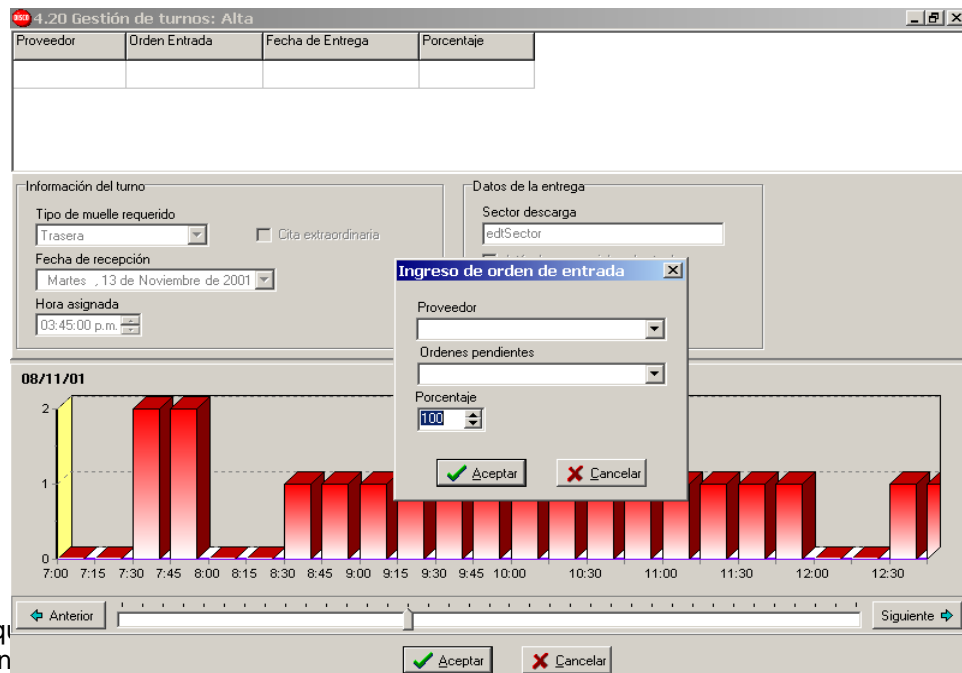 DISCO 4.20 Gestión de turnos: Alta
Proveedor Orden Entrada Fecha de Entrega Porcentaje
Información del turno
Tipo de muelle requerido
Trasera
Cita extraordinaria
Fecha de recepción
Martes , 13 de Noviembre de 2001
Hora asignada
03:45:00 p.m.
Datos de la entrega
Sector descarga
edtSector
Ingreso de orden de entrada
Proveedor
Ordenes pendientes
Porcentaje
100
Aceptar Cancelar
08/11/01
2
1
0
7:00 7:15 7:30 7:45 8:00 8:15 8:30 8:45 9:00 9:15 9:30 9:45 10:00 10:30 11:00 11:30 12:00 12:30
Anterior Siguiente
Aceptar Cancelar